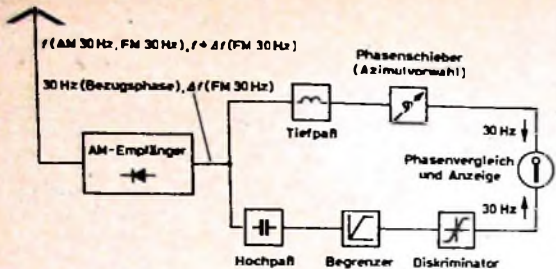 f (AM 30 Hz, FM 30 Hz), f + Δf (FM 30 Hz)
30 Hz (Bezugsphase), Δf (FM 30 Hz)
Phasenschieber
(Azimutvorwahl)
φ
Tiefpaß
AM-Empfänger
30 Hz
Phasenvergleich
und Anzeige
30 Hz
Hochpaß
Begrenzer
Diskriminator